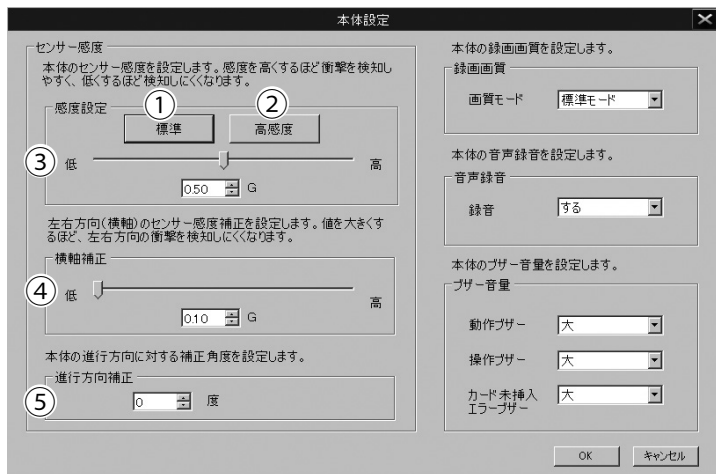 本体設定
センサー感度
本体のセンサー感度を設定します。感度を高くするほど衝撃を検知し
やすく、低くするほど検知しにくくなります。
感度設定
① 標準
② 高感度
③ 低 高
0.50 G
左右方向(横軸)のセンサー感度補正を設定します。値を大きくす
るほど、左右方向の衝撃を検知しにくくなります。
横軸補正
④ 低 高
0.10 G
本体の進行方向に対する補正角度を設定します。
進行方向補正
⑤ 0 度
本体の録画画質を設定します。
録画画質
画質モード 標準モード
本体の音声録音を設定します。
音声録音
録音 する
本体のブザー音量を設定します。
ブザー音量
動作ブザー 大
操作ブザー 大
カード未挿入 大
エラーブザー
OK キャンセル